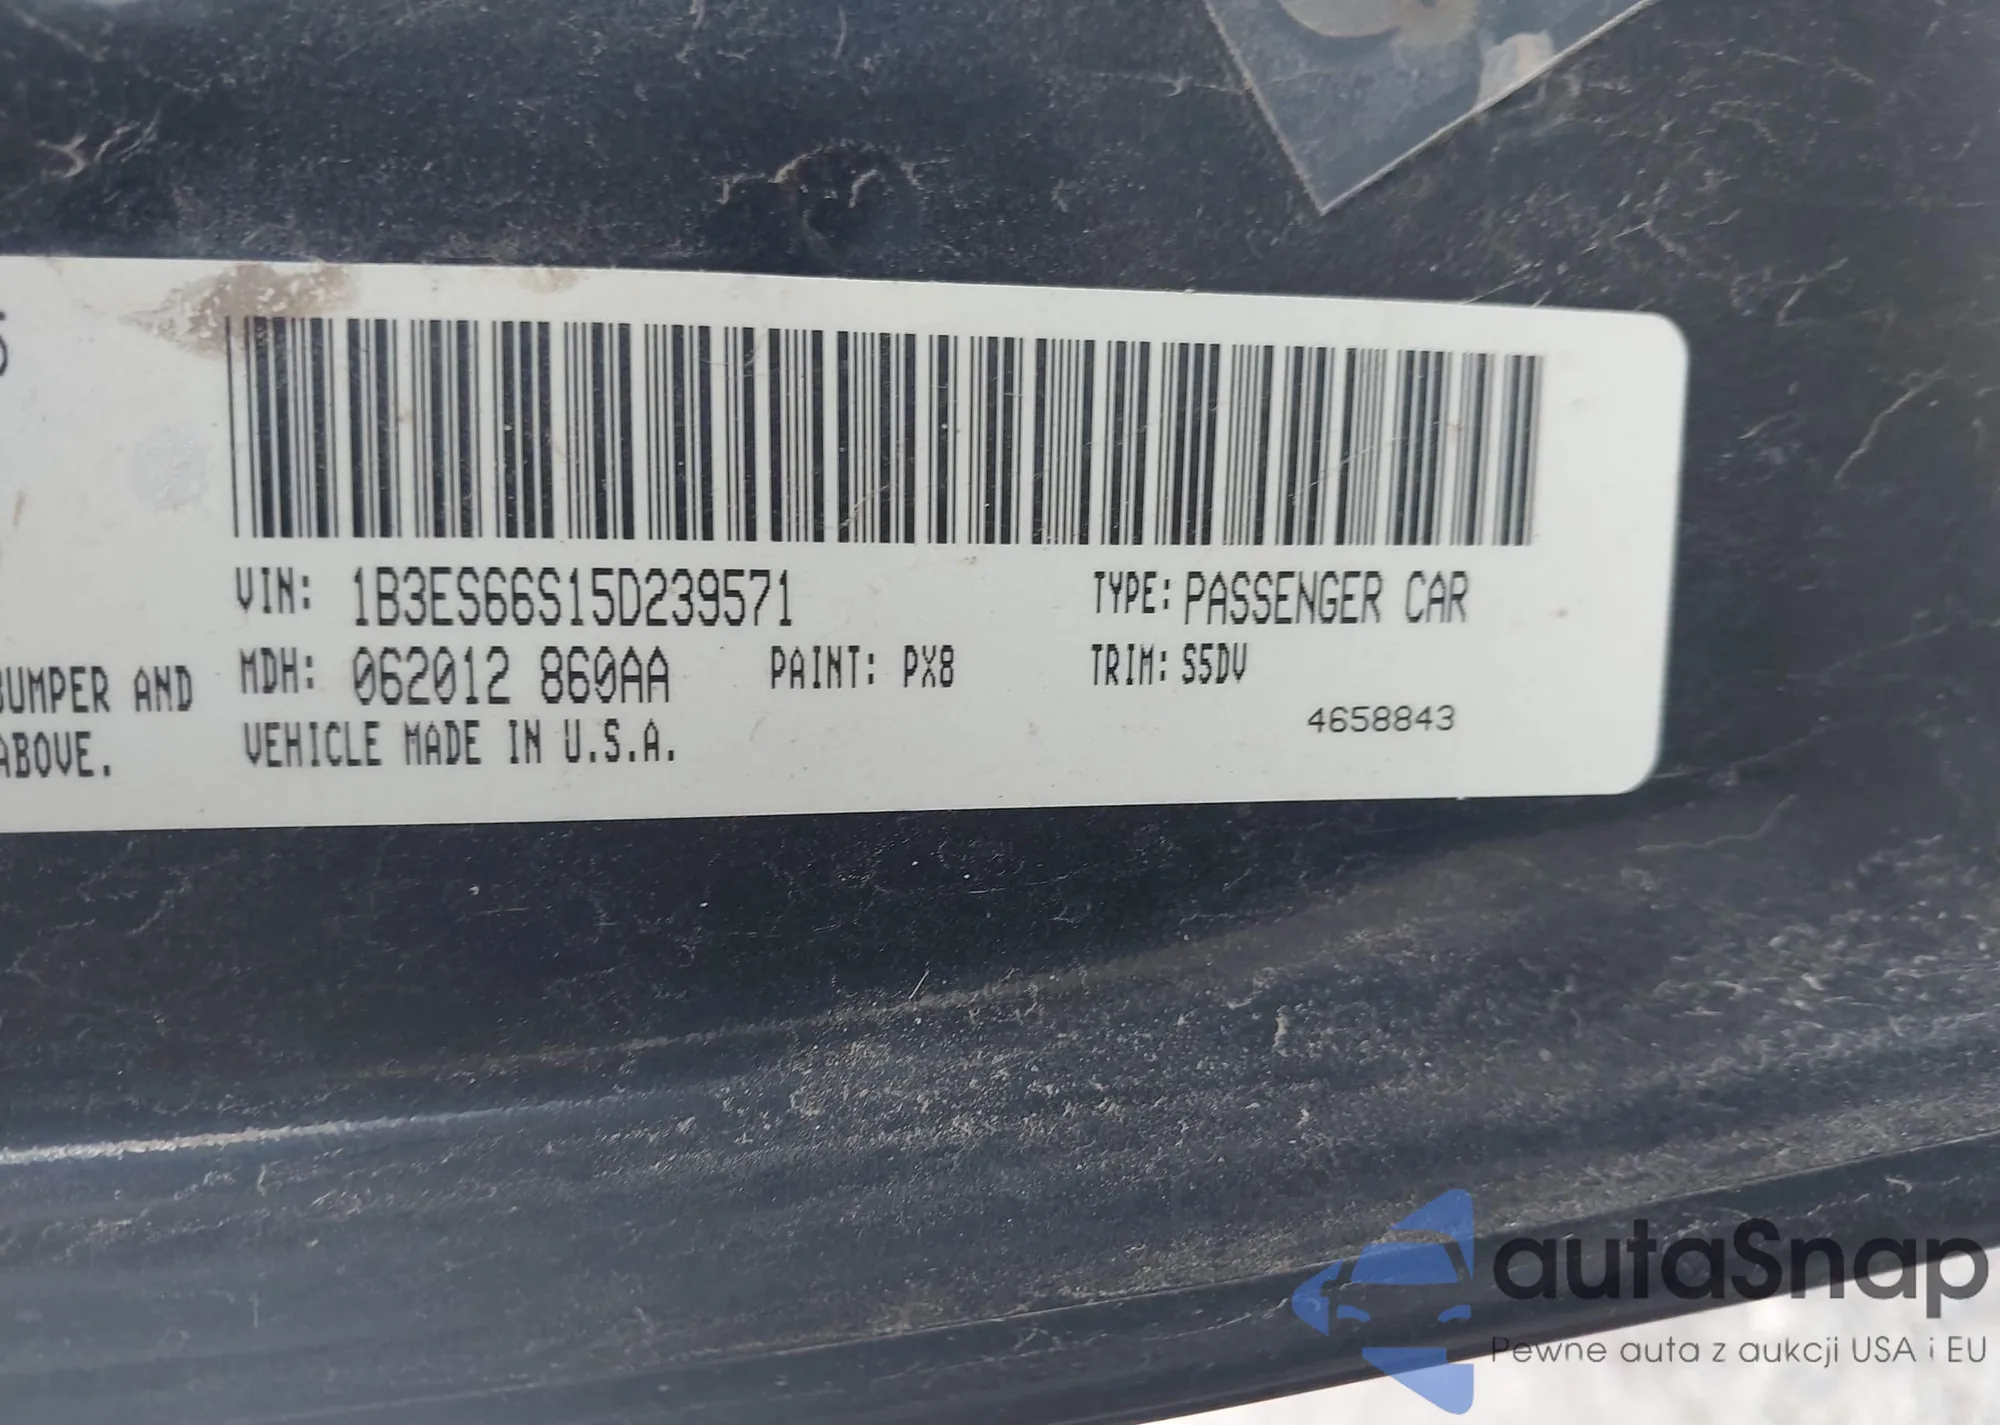 VIN: 1B3ES66S15D239571 TYPE: PASSENGER CAR
MDH: 062012 860AA PAINT: PX8 TRIM: S5DV
BUMPER AND
4658843
ABOVE. VEHICLE MADE IN U.S.A.
autaSnap
Pewne auta z aukcji USA i EU